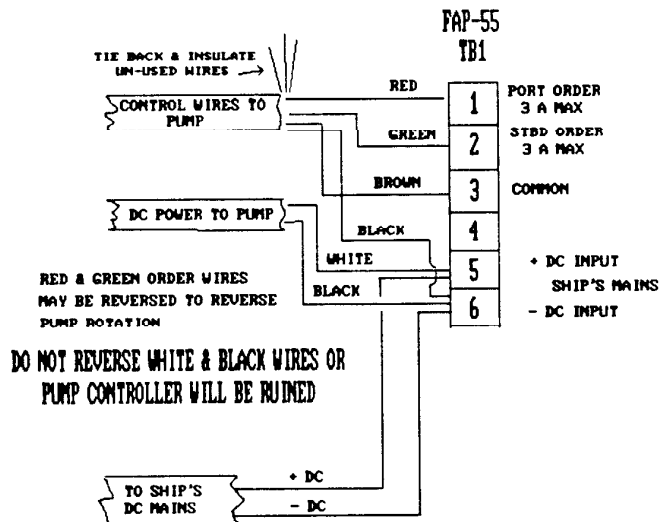 FAP-55
TB1
TIE BACK & INSULATE
UN-USED WIRES
RED
1
PORT ORDER
3 A MAX
CONTROL WIRES TO
PUMP
GREEN
2
STBD ORDER
3 A MAX
BROWN
3
COMMON
DC POWER TO PUMP
BLACK
4
WHITE
5
+ DC INPUT
SHIP'S MAINS
RED & GREEN ORDER WIRES
MAY BE REVERSED TO REVERSE
PUMP ROTATION
BLACK
6
- DC INPUT
DO NOT REVERSE WHITE & BLACK WIRES OR
PUMP CONTROLLER WILL BE RUINED
TO SHIP'S
DC MAINS
+ DC
- DC